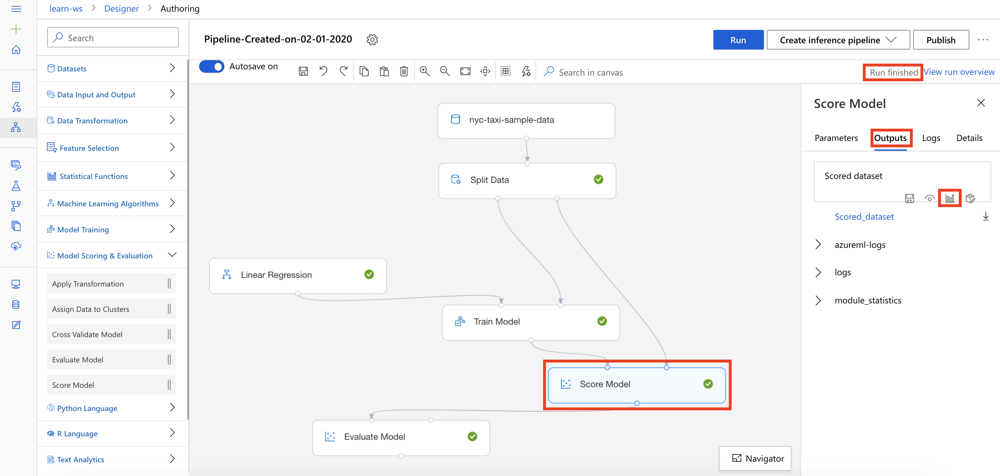 learn-ws > Designer > Authoring
Search
Datasets
Data Input and Output
Data Transformation
Feature Selection
Statistical Functions
Machine Learning Algorithms
Model Training
Model Scoring & Evaluation
Apply Transformation
Assign Data to Clusters
Cross Validate Model
Evaluate Model
Score Model
Python Language
R Language
Text Analytics
Pipeline-Created-on-02-01-2020
Run
Create inference pipeline
Publish
Autosave on
Search in canvas
Run finished
View run overview
nyc-taxi-sample-data
Split Data
Linear Regression
Train Model
Score Model
Evaluate Model
Navigator
Score Model
Parameters
Outputs
Logs
Details
Scored dataset
Scored_dataset
azureml-logs
logs
module_statistics